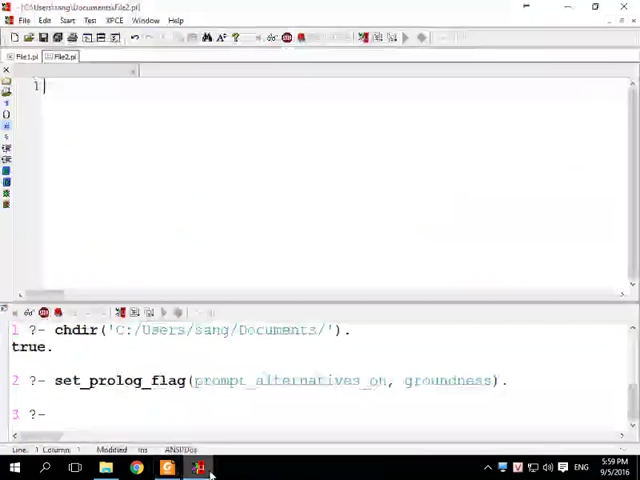 - [C:\Users\sang\Documents\File2.pl]
File Edit Start Test XPCE Window Help
File1.pl File2.pl
1
1 ?- chdir('C:/Users/sang/Documents/').
true.
2 ?- set_prolog_flag(prompt_alternatives_on, groundness).
3 ?-
Line: 1 Column: 1 Modified Ins ANSI/Dos
5:59 PM
9/5/2016